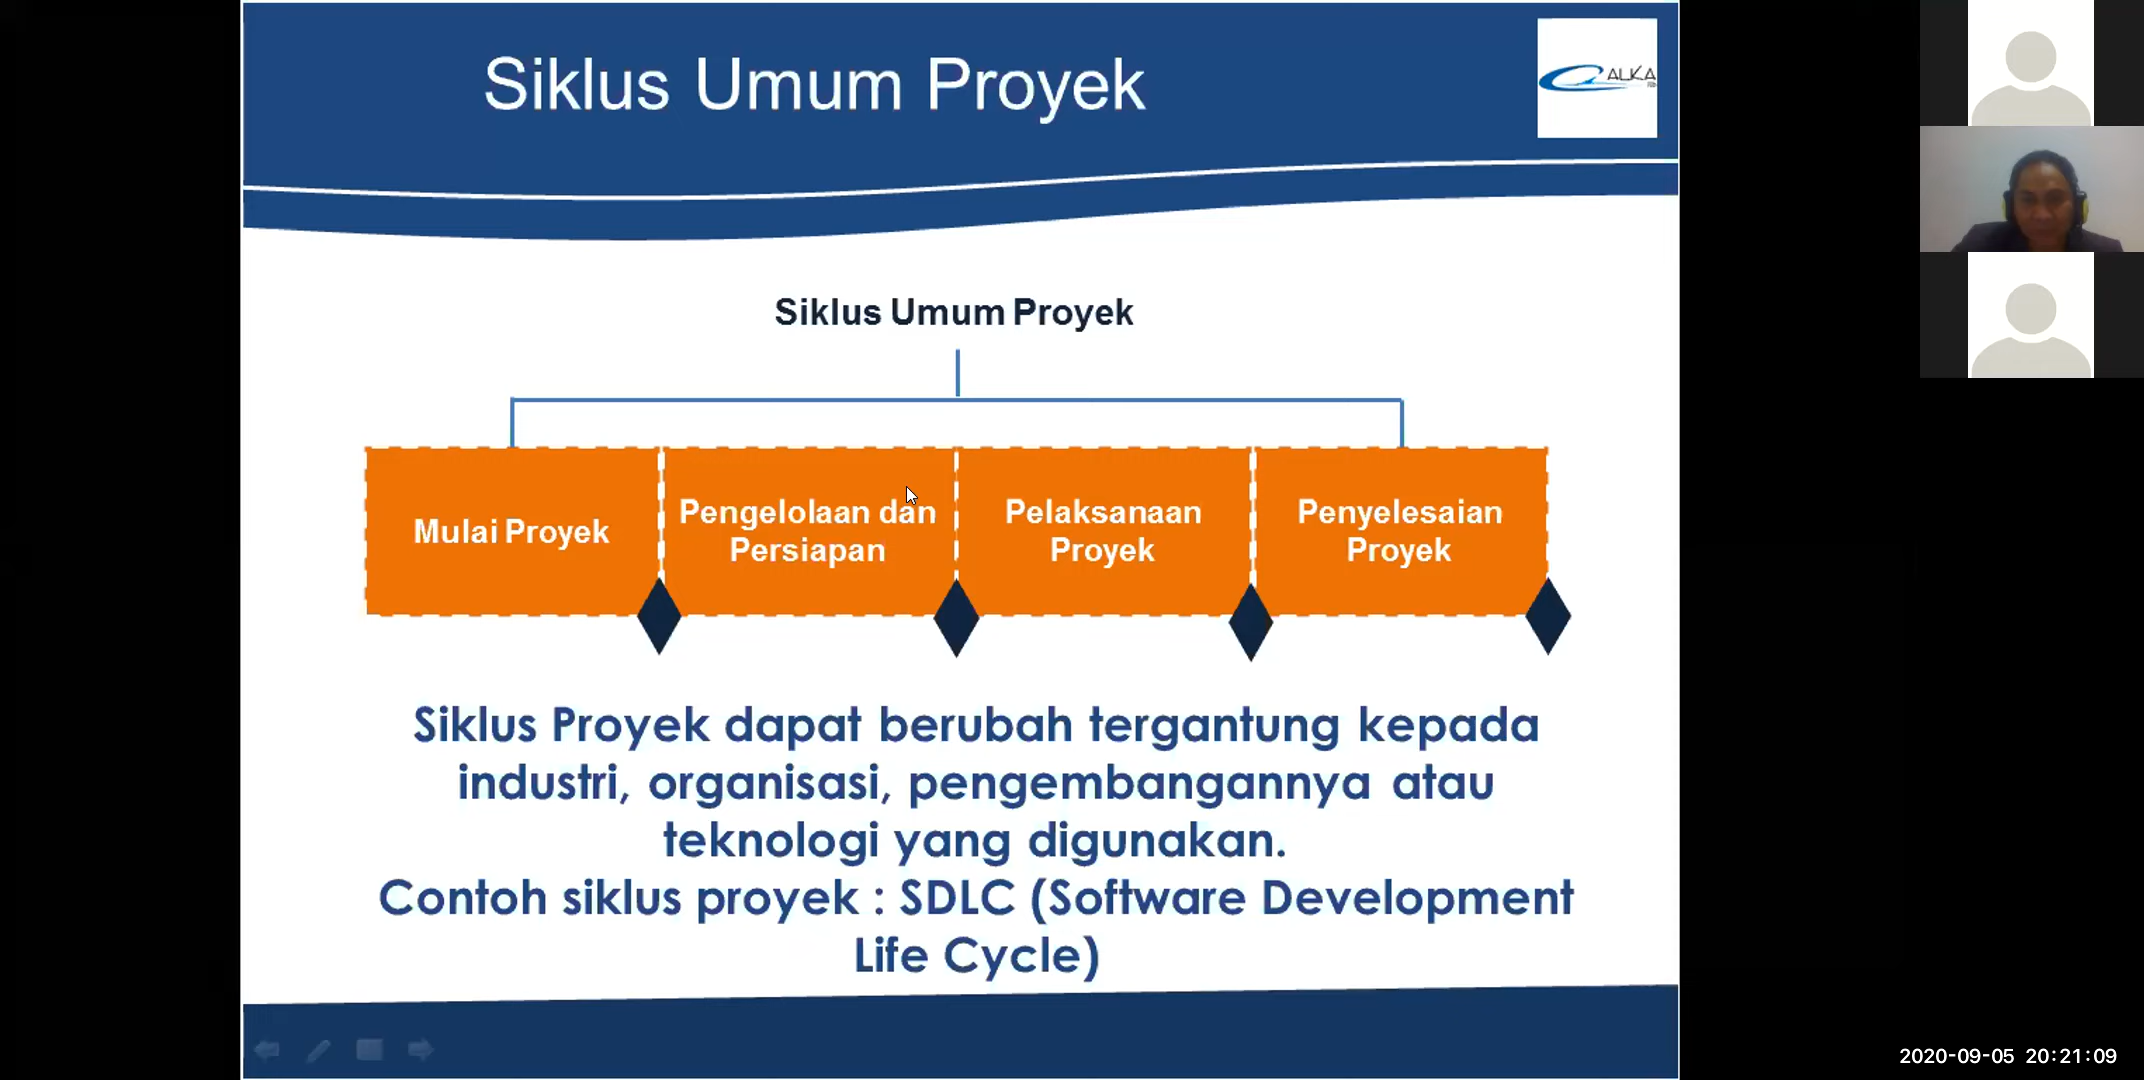 Siklus Umum Proyek
ALKA
Siklus Umum Proyek
Mulai Proyek
Pengelolaan dan
Persiapan
Pelaksanaan
Proyek
Penyelesaian
Proyek
Siklus Proyek dapat berubah tergantung kepada
industri, organisasi, pengembangannya atau
teknologi yang digunakan.
Contoh siklus proyek : SDLC (Software Development
Life Cycle)
2020-09-05 20:21:09